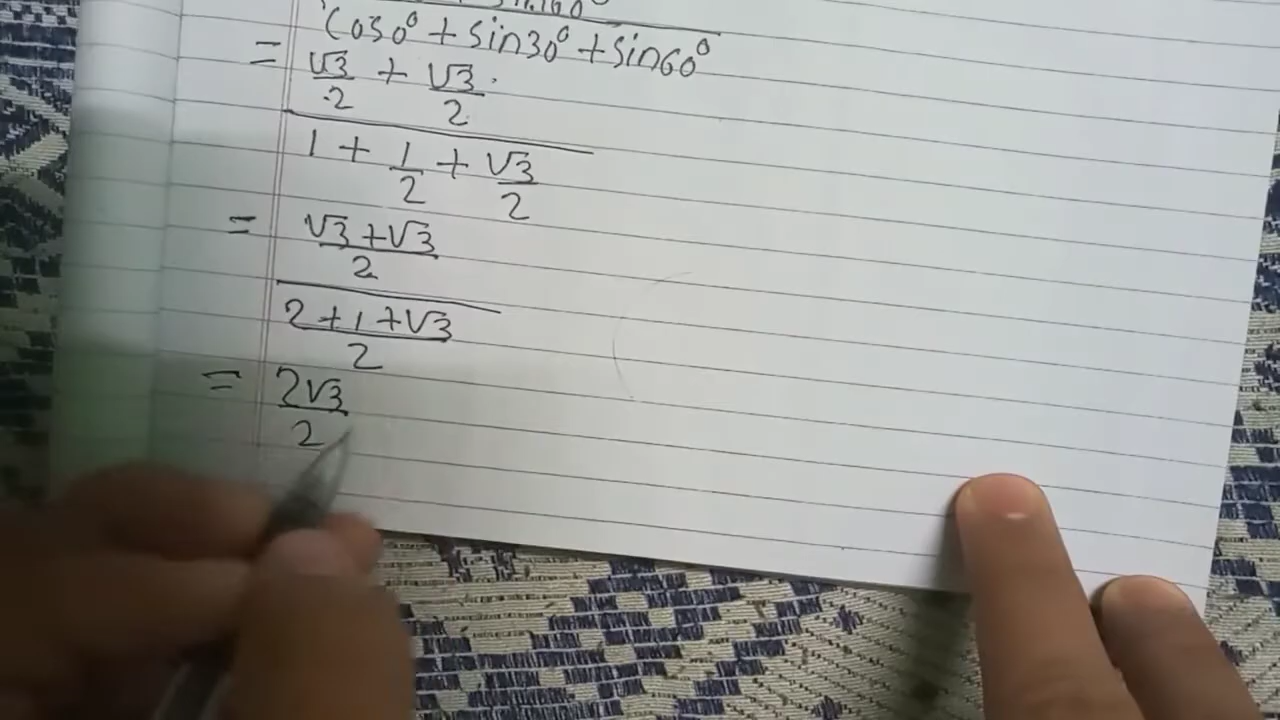 cos0° + sin30° + sin60°
= √3/2 + √3/2
1 + 1/2 + √3/2
= √3+√3/2
2+1+√3/2
= 2√3/2